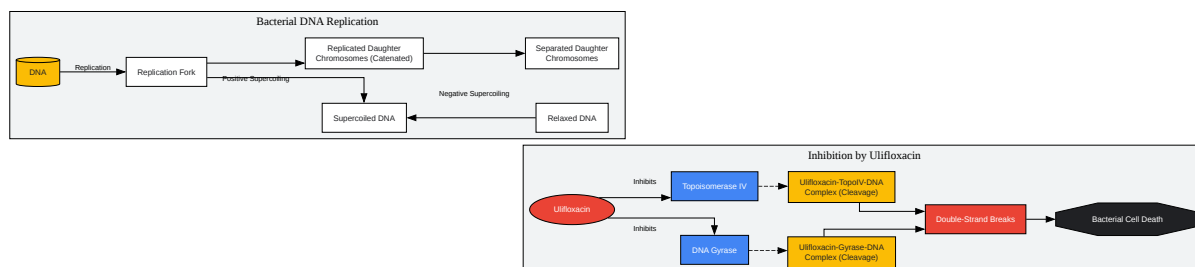 Bacterial DNA Replication
DNA
Replication
Replication Fork
Replicated Daughter
Chromosomes (Catenated)
Separated Daughter
Chromosomes
Positive Supercoiling
Supercoiled DNA
Negative Supercoiling
Relaxed DNA
Inhibition by Ulifloxacin
Ulifloxacin
Inhibits
Topoisomerase IV
Ulifloxacin-TopoIV-DNA
Complex (Cleavage)
Inhibits
DNA Gyrase
Ulifloxacin-Gyrase-DNA
Complex (Cleavage)
Double-Strand Breaks
Bacterial Cell Death